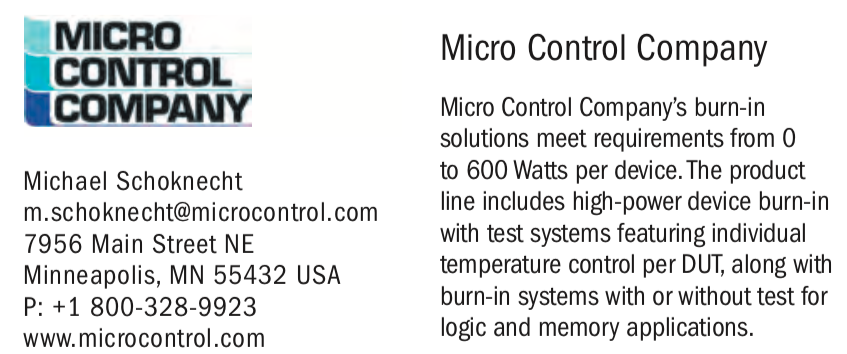 MICRO
CONTROL
COMPANY
Michael Schoknecht
m.schoknecht@microcontrol.com
7956 Main Street NE
Minneapolis, MN 55432 USA
P: +1 800-328-9923
www.microcontrol.com
Micro Control Company
Micro Control Company's burn-in
solutions meet requirements from 0
to 600 Watts per device. The product
line includes high-power device burn-in
with test systems featuring individual
temperature control per DUT, along with
burn-in systems with or without test for
logic and memory applications.